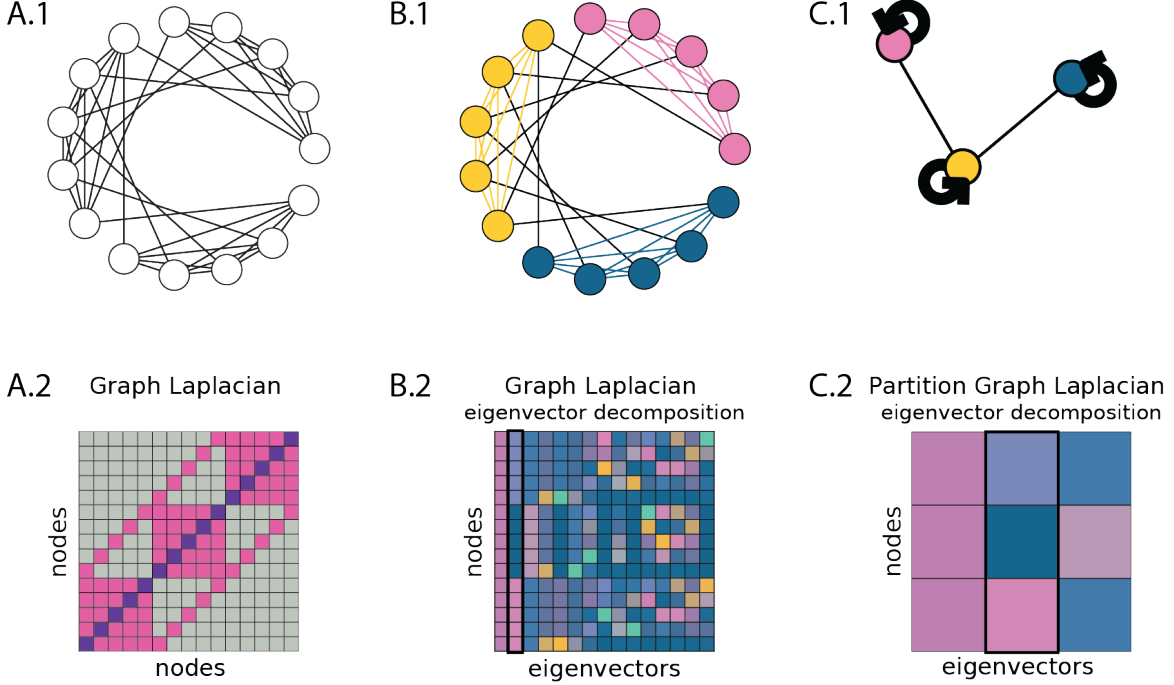 A.1
B.1
C.1
A.2
Graph Laplacian
nodes
nodes
B.2
Graph Laplacian
eigenvector decomposition
nodes
eigenvectors
C.2
Partition Graph Laplacian
eigenvector decomposition
nodes
eigenvectors